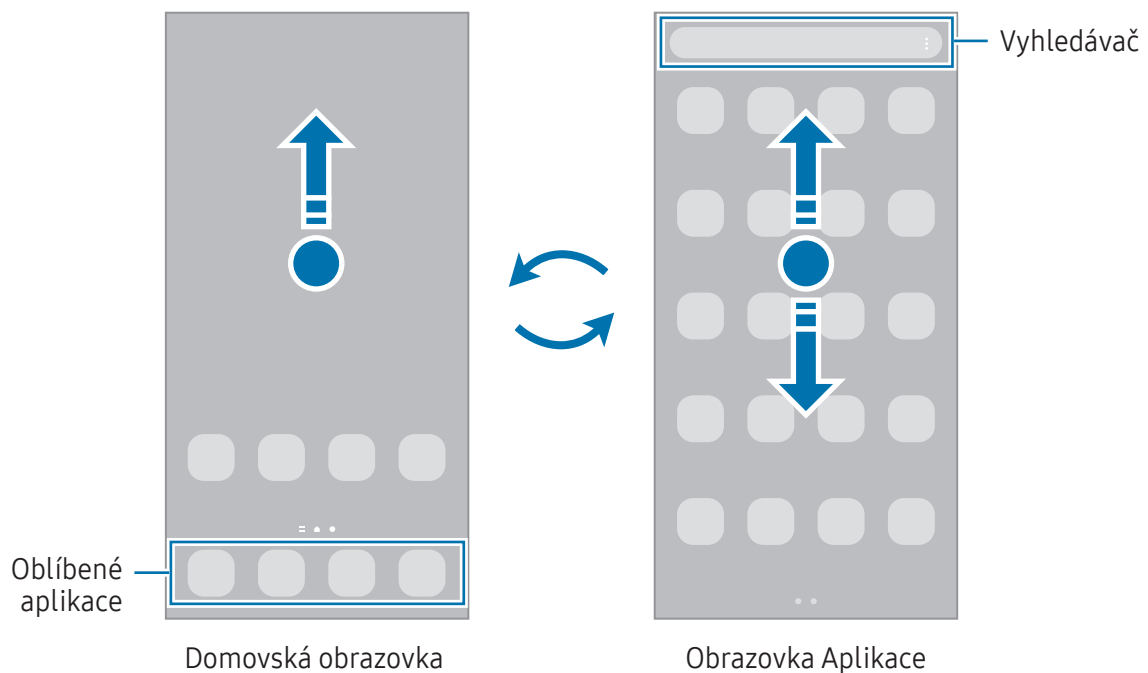 Vyhledávač
Oblíbené
aplikace
Domovská obrazovka
Obrazovka Aplikace